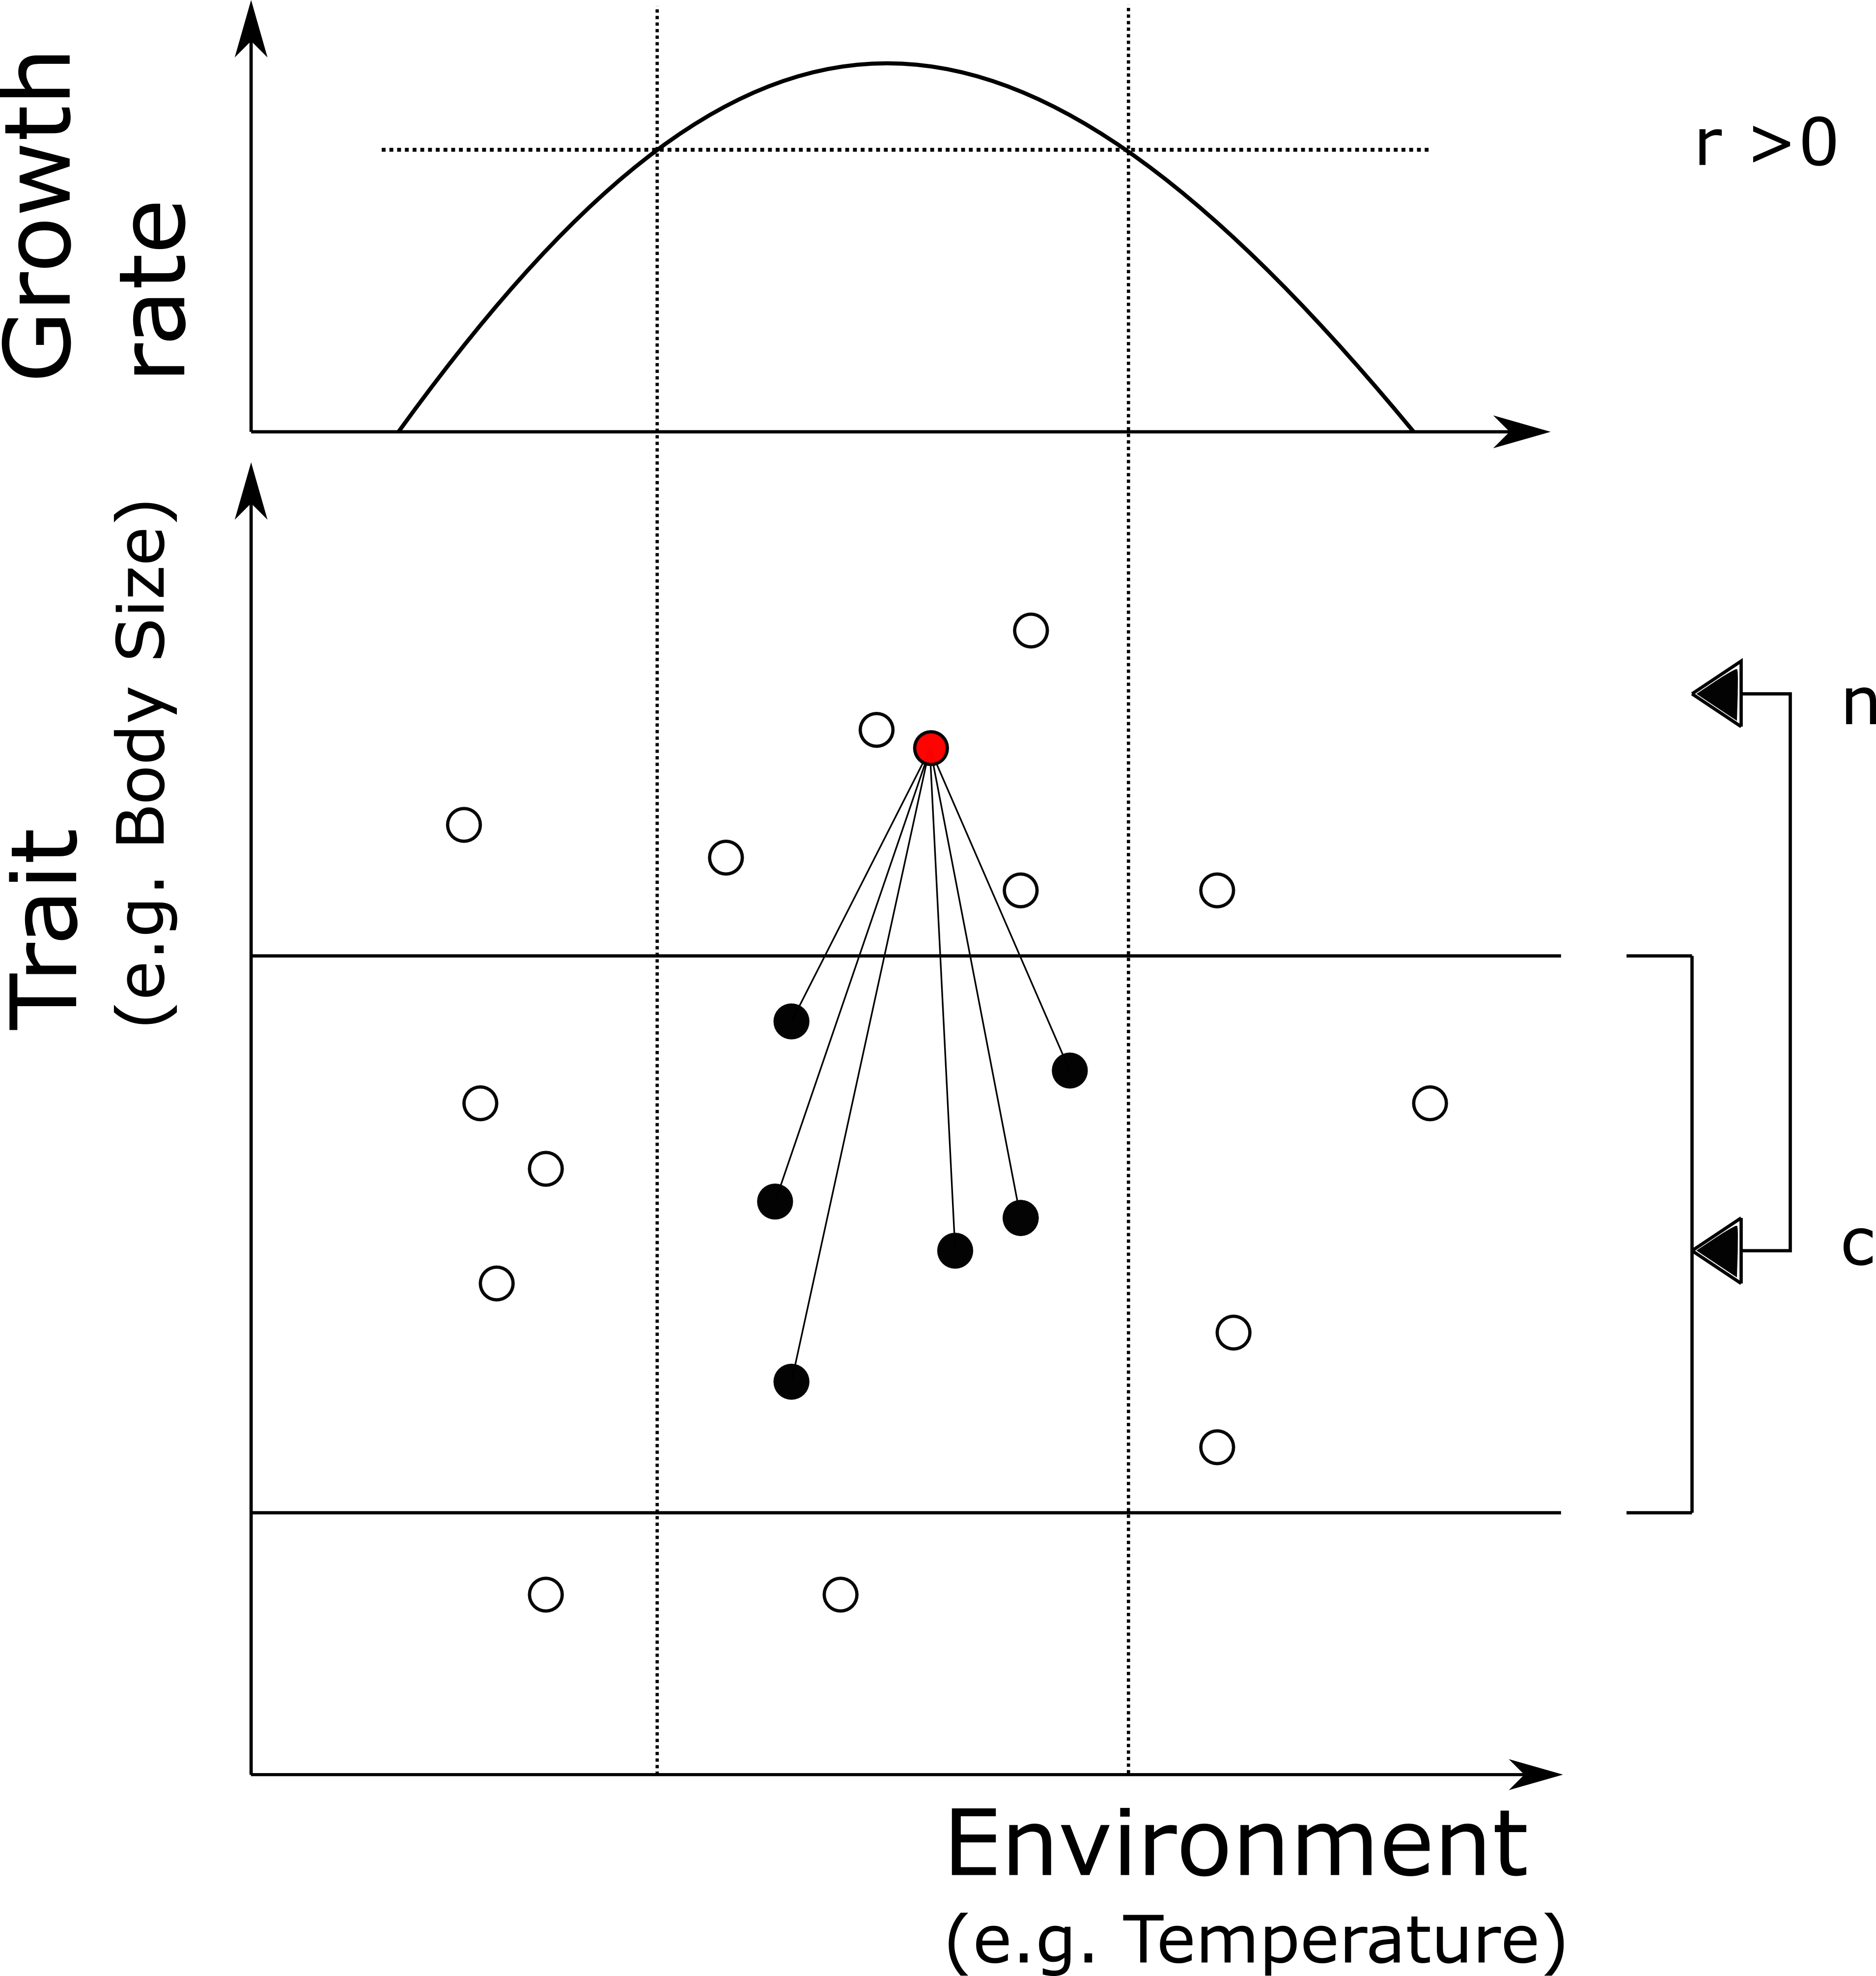 Growth
rate
r >0
Trait
(e.g. Body Size)
n
c
Environment
(e.g. Temperature)